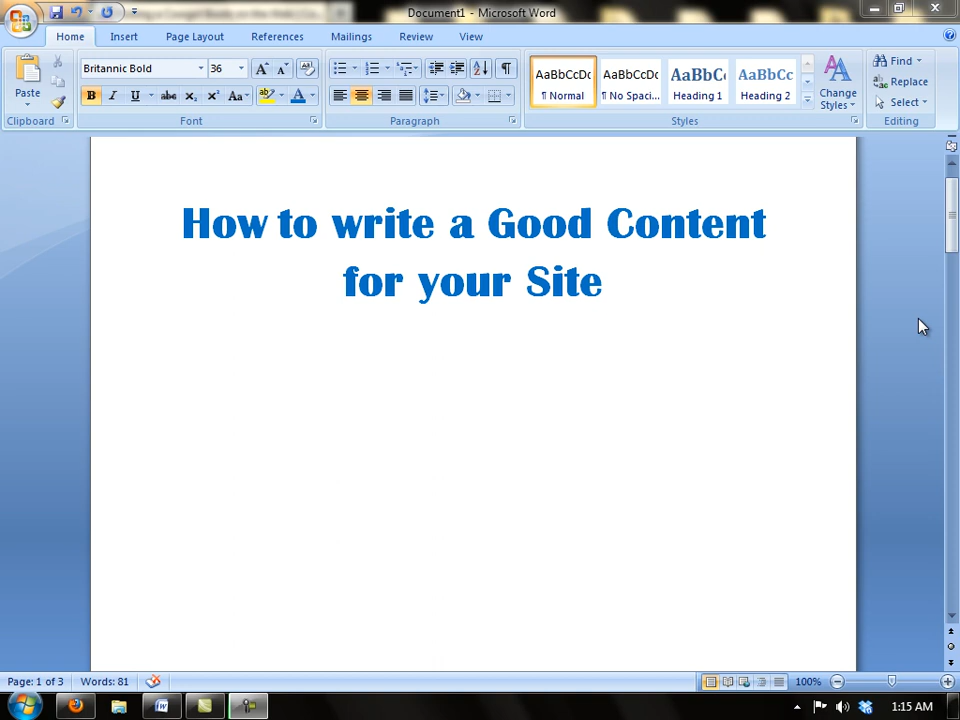 Document1 - Microsoft Word
Home Insert Page Layout References Mailings Review View
Britannic Bold 36
AaBbCcDc AaBbCcDc AaBbC AaBbCc
Find
Replace
Select
Paste
¶ Normal ¶ No Spaci... Heading 1 Heading 2
Change Styles
Clipboard Font Paragraph Styles Editing
How to write a Good Content
for your Site
Page: 1 of 3 Words: 81 100%
1:15 AM